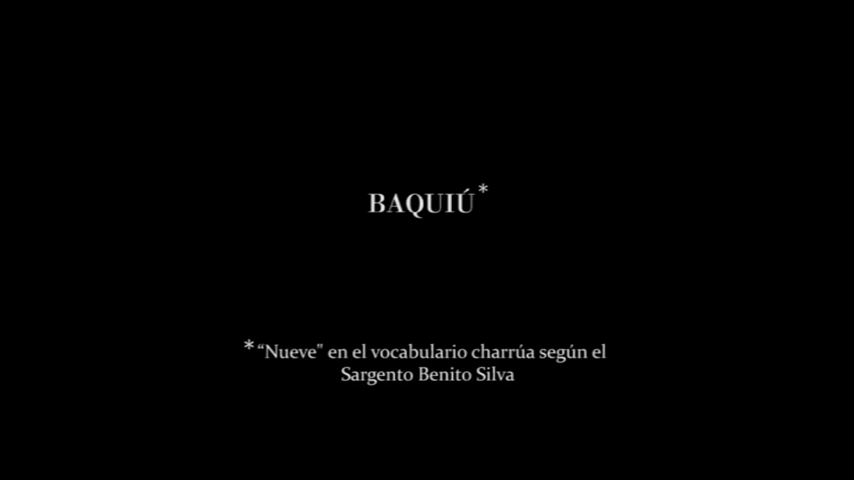 BAQUIÚ*
*“Nueve” en el vocabulario charrúa según el
Sargento Benito Silva